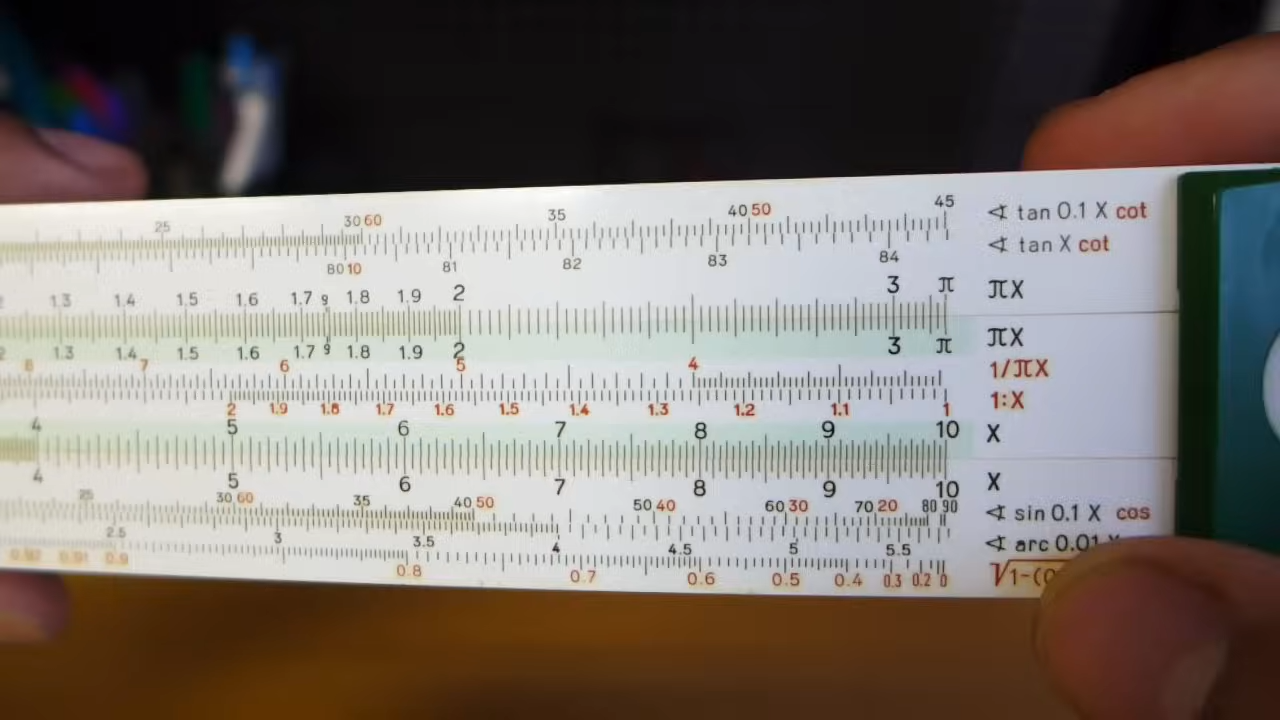 25 30 60 35 40 50 45 ∢ tan 0.1 X cot
80 10 81 82 83 84 ∢ tan X cot
1.3 1.4 1.5 1.6 1.7 1.8 1.9 2 3 π πX
1.3 1.4 1.5 1.6 1.7 1.8 1.9 2 3 π πX
8 7 6 5 4 1/πX
2 1.9 1.8 1.7 1.6 1.5 1.4 1.3 1.2 1.1 1 1:X
4 5 6 7 8 9 10 X
4 5 6 7 8 9 10 X
25 30 60 35 40 50 50 40 60 30 70 20 80 90 ∢ sin 0.1 X cos
2.5 3 3.5 4 4.5 5 5.5 ∢ arc 0.01 X
0.92 0.91 0.9 0.8 0.7 0.6 0.5 0.4 0.3 0.2 0 √1-(0